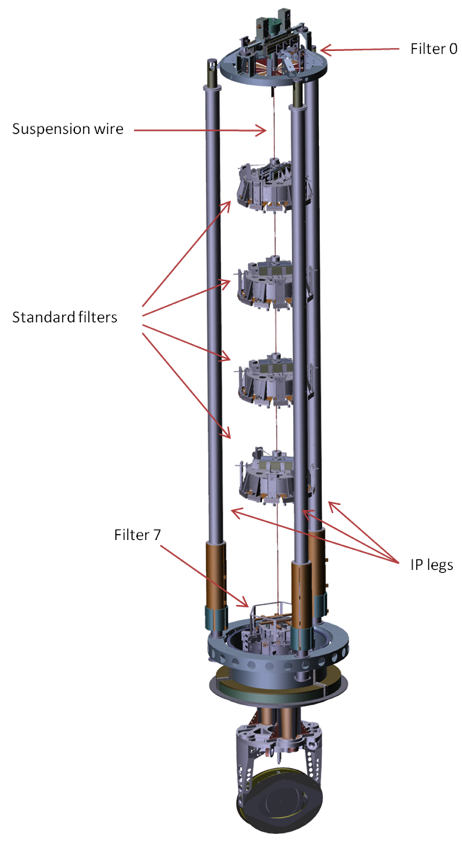 Filter 0
Suspension wire
Standard filters
Filter 7
IP legs